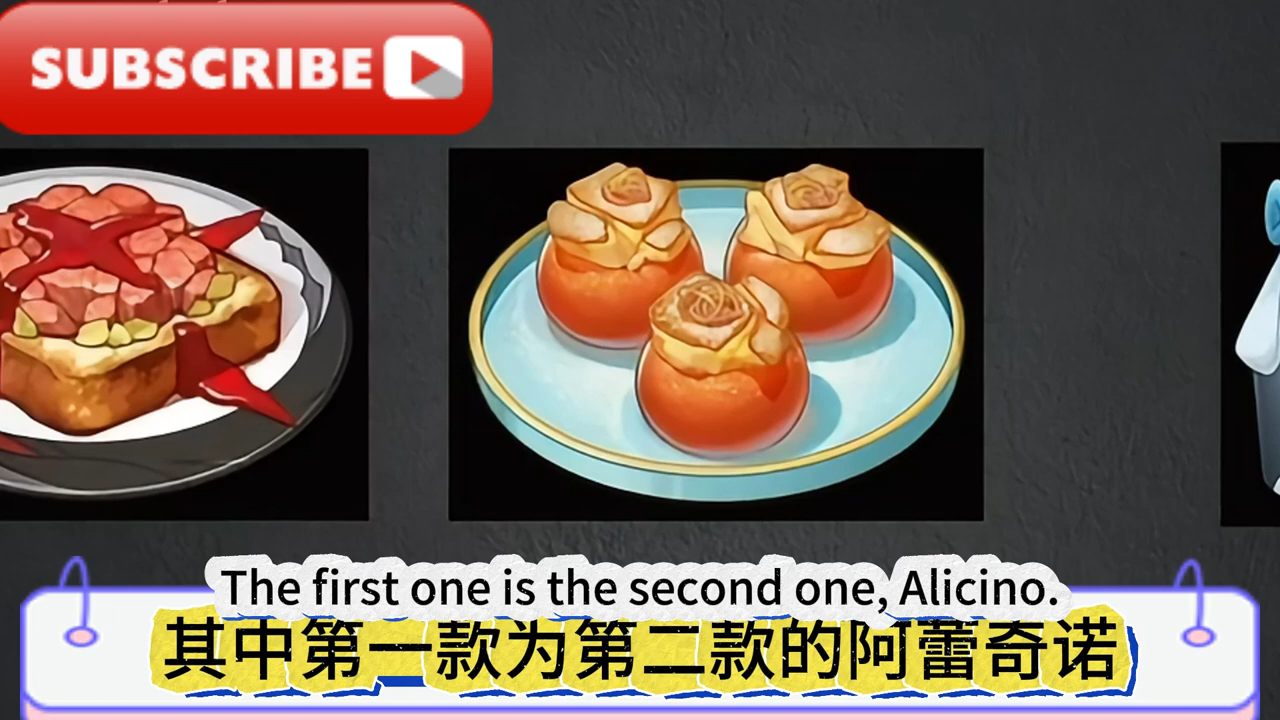 SUBSCRIBE
The first one is the second one, Alicino.
其中第一款为第二款的阿蕾奇诺